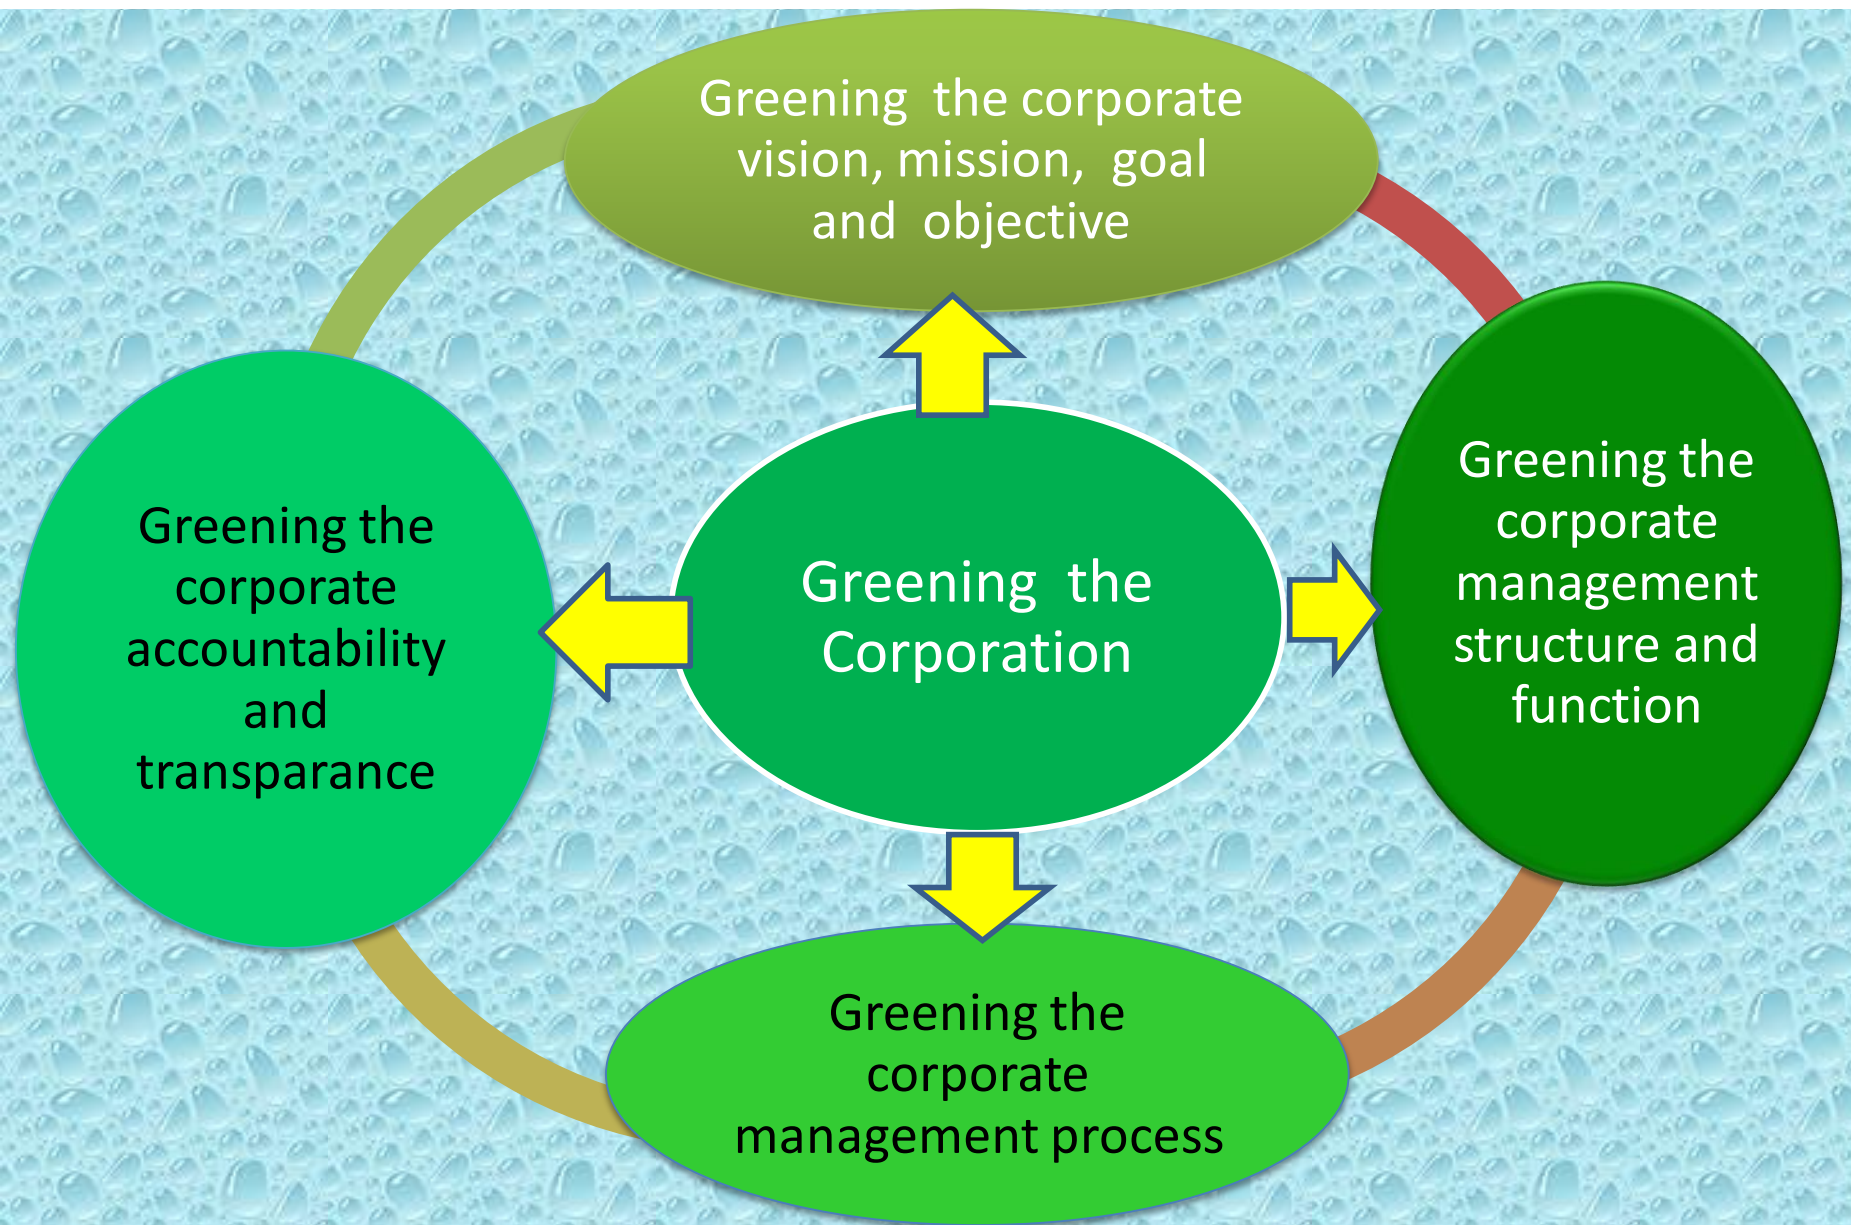 Greening the corporate
vision, mission, goal
and objective
Greening the
corporate
management
structure and
function
Greening the
corporate
accountability
and
transparance
Greening the
Corporation
Greening the
corporate
management process